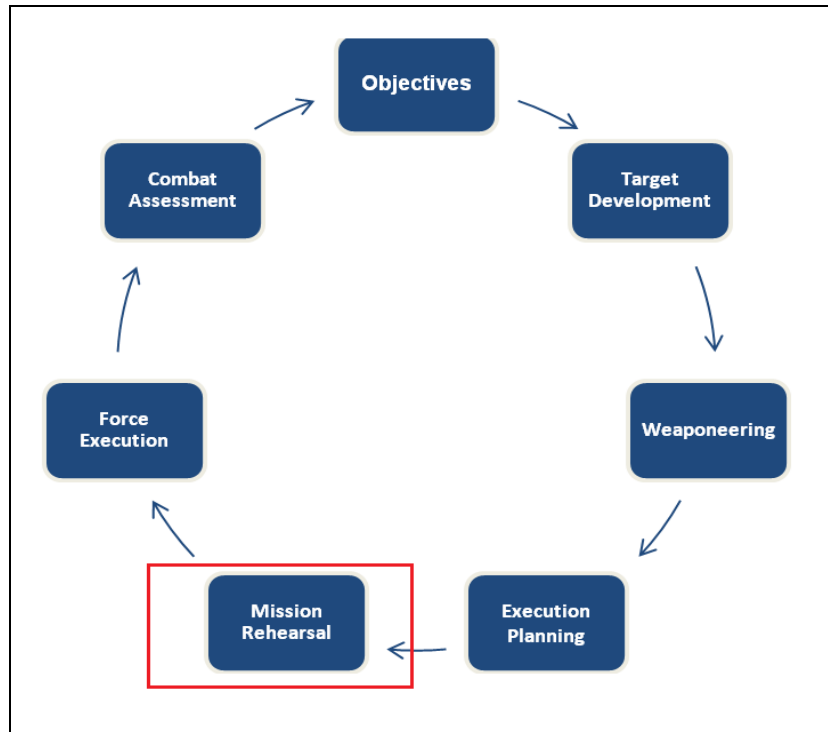 Objectives
Target
Development
Weaponeering
Execution
Planning
Mission
Rehearsal
Force
Execution
Combat
Assessment